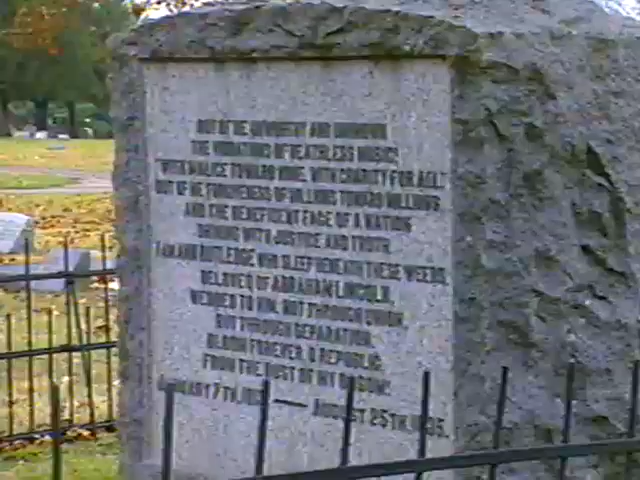 OUT OF ME UNWORTHY AND UNKNOWN
THE VIBRATIONS OF DEATHLESS MUSIC!
"WITH MALICE TOWARD NONE, WITH CHARITY FOR ALL."
OUT OF ME FORGIVENESS OF MILLIONS TOWARD MILLIONS,
AND THE BENEFICENT FACE OF A NATION
SHINING WITH JUSTICE AND TRUTH.
I AM ANN RUTLEDGE WHO SLEEP BENEATH THESE WEEDS,
BELOVED OF ABRAHAM LINCOLN,
WEDDED TO HIM, NOT THROUGH UNION,
BUT THROUGH SEPARATION.
BLOOM FOREVER, O REPUBLIC,
FROM THE DUST OF MY BOSOM!
JANUARY 7TH, — AUGUST 25TH, 1835.